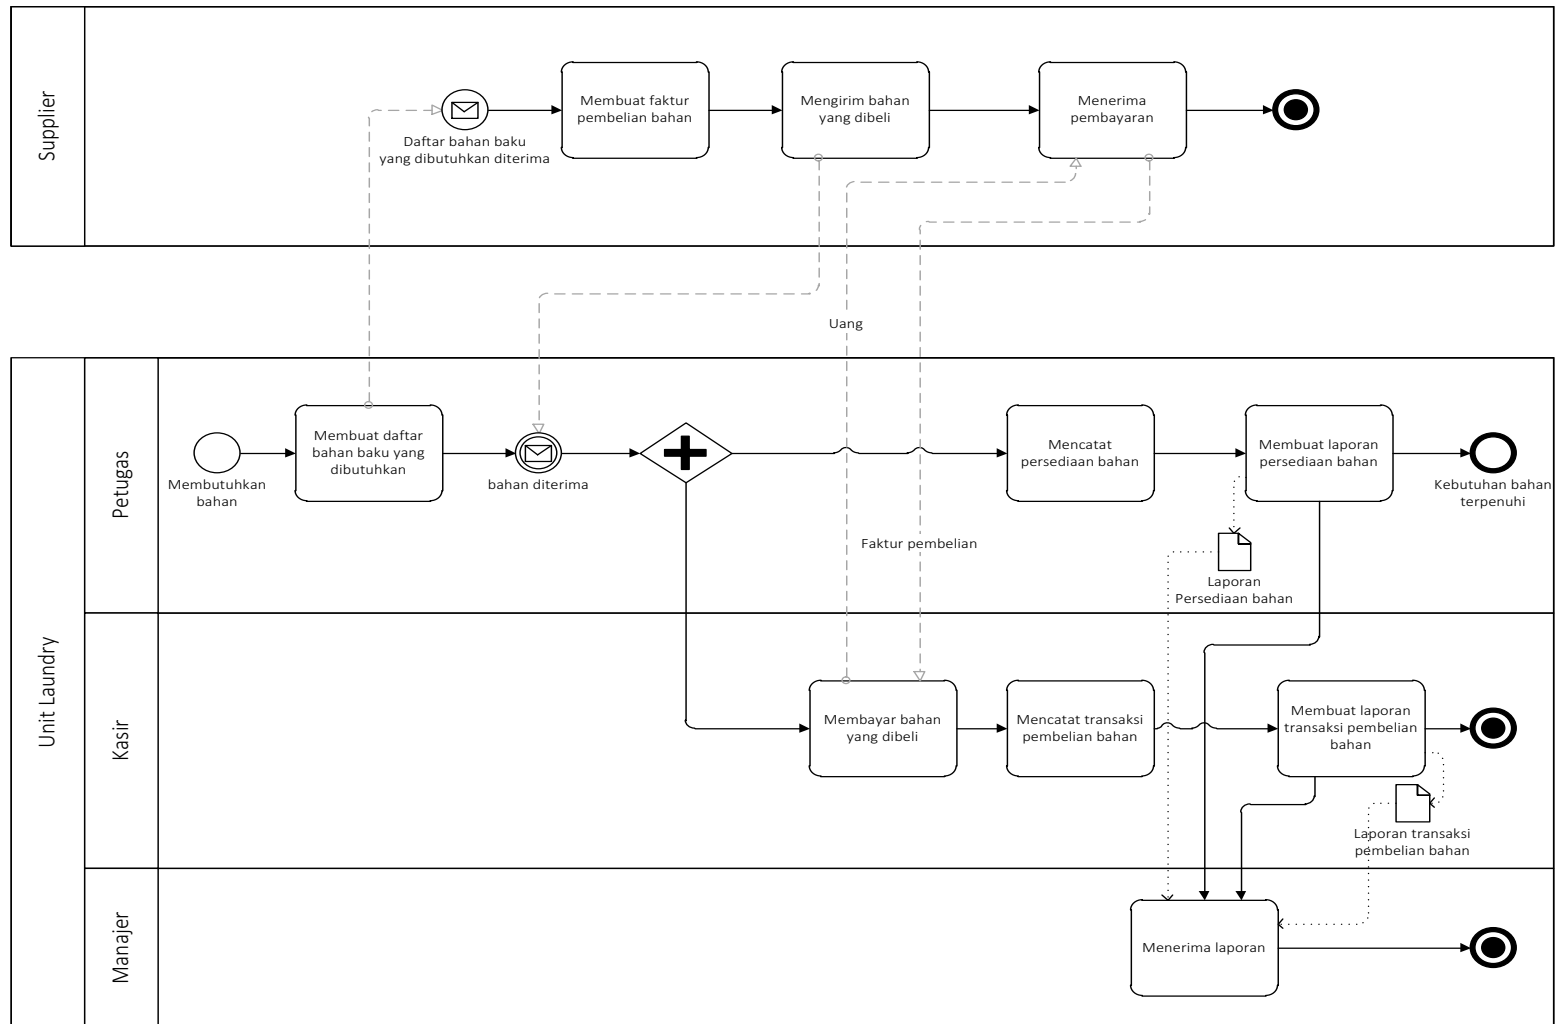 Supplier
Membuat faktur
pembelian bahan
Mengirim bahan
yang dibeli
Menerima
pembayaran
Daftar bahan baku
yang dibutuhkan diterima
Uang
Unit Laundry
Petugas
Membutuhkan
bahan
Membuat daftar
bahan baku yang
dibutuhkan
bahan diterima
Mencatat
persediaan bahan
Membuat laporan
persediaan bahan
Kebutuhan bahan
terpenuhi
Faktur pembelian
Laporan
Persediaan bahan
Kasir
Membayar bahan
yang dibeli
Mencatat transaksi
pembelian bahan
Membuat laporan
transaksi pembelian
bahan
Laporan transaksi
pembelian bahan
Manajer
Menerima laporan